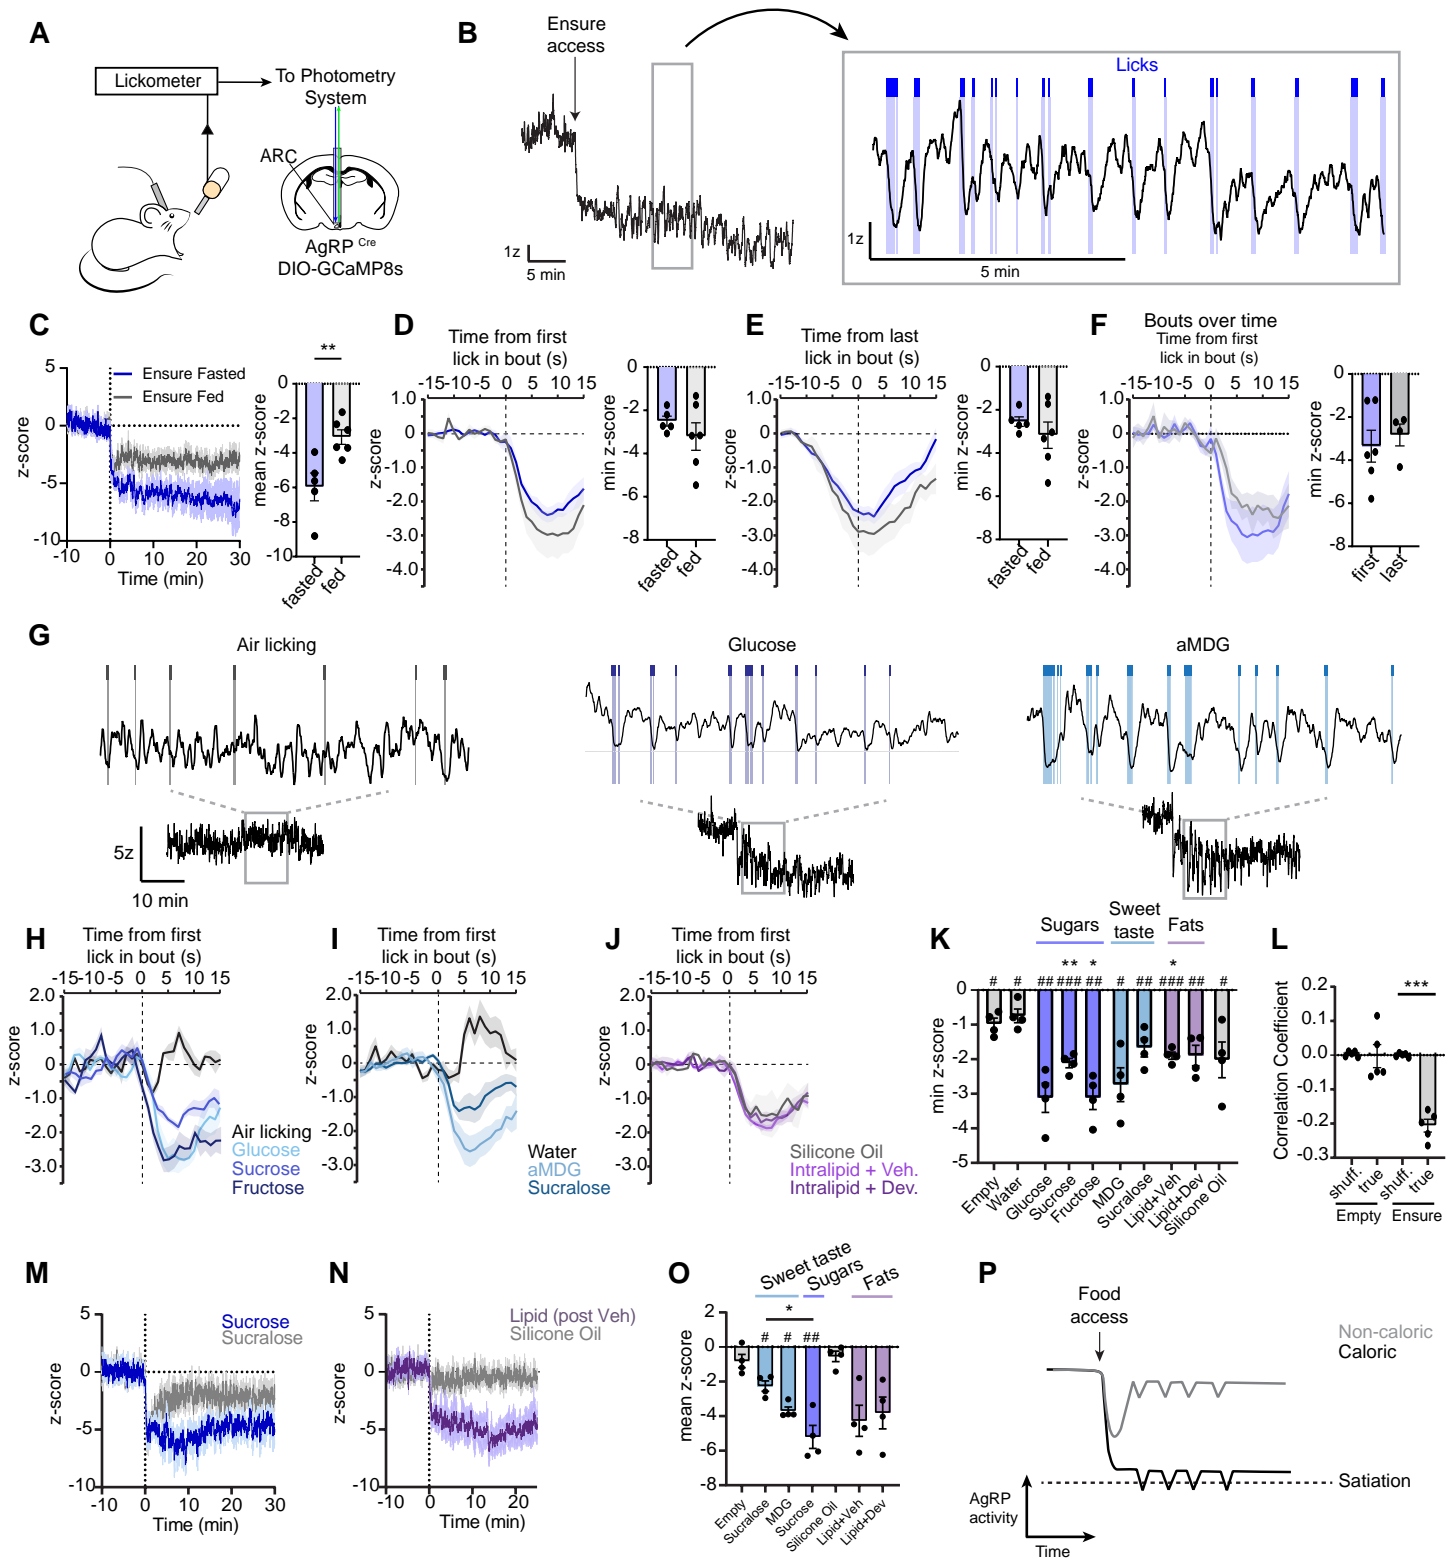 A
Lickometer
To Photometry
System
ARC
AgRP Cre
DIO-GCaMP8s
B
Ensure
access
1z
5 min
Licks
1z
5 min
C
5
0
-5
-10
z-score
-10 0 10 20 30
Time (min)
Ensure Fasted
Ensure Fed
**
0
-2
-4
-6
-8
-10
mean z-score
fasted
fed
D
Time from first
lick in bout (s)
-15 -10 -5 0 5 10 15
1.0
0
-1.0
-2.0
-3.0
-4.0
z-score
0
-2
-4
-6
-8
min z-score
fasted
fed
E
Time from last
lick in bout (s)
-15 -10 -5 0 5 10 15
1.0
0
-1.0
-2.0
-3.0
-4.0
z-score
0
-2
-4
-6
-8
min z-score
fasted
fed
F
Bouts over time
Time from first
lick in bout (s)
-15 -10 -5 0 5 10 15
1.0
0
-1.0
-2.0
-3.0
-4.0
z-score
0
-2
-4
-6
-8
min z-score
first
last
G
Air licking
Glucose
aMDG
5z
10 min
H
Time from first
lick in bout (s)
-15 -10 -5 0 5 10 15
2.0
1.0
0
-1.0
-2.0
-3.0
z-score
Air licking
Glucose
Sucrose
Fructose
I
Time from first
lick in bout (s)
-15 -10 -5 0 5 10 15
2.0
1.0
0
-1.0
-2.0
-3.0
z-score
Water
aMDG
Sucralose
J
Time from first
lick in bout (s)
-15 -10 -5 0 5 10 15
2.0
1.0
0
-1.0
-2.0
-3.0
z-score
Silicone Oil
Intralipid + Veh.
Intralipid + Dev.
K
Sugars
Sweet
taste
Fats
** * *
# # ## ### ## # ## ### ## #
0
-1
-2
-3
-4
-5
min z-score
Empty
Water
Glucose
Sucrose
Fructose
MDG
Sucralose
Lipid+Veh
Lipid+Dev
Silicone Oil
L
0.2
0.1
0.0
-0.1
-0.2
-0.3
Correlation Coefficient
***
shuff.
true
shuff.
true
Empty
Ensure
M
5
0
-5
-10
z-score
-10 0 10 20 30
Time (min)
Sucrose
Sucralose
N
5
0
-5
-10
z-score
-10 0 10 20
Time (min)
Lipid (post Veh)
Silicone Oil
O
Sweet taste
Sugars
Fats
*
# # ##
2
0
-2
-4
-6
-8
mean z-score
Empty
Sucralose
MDG
Sucrose
Silicone Oil
Lipid+Veh
Lipid+Dev
P
Food
access
Non-caloric
Caloric
Satiation
AgRP
activity
Time